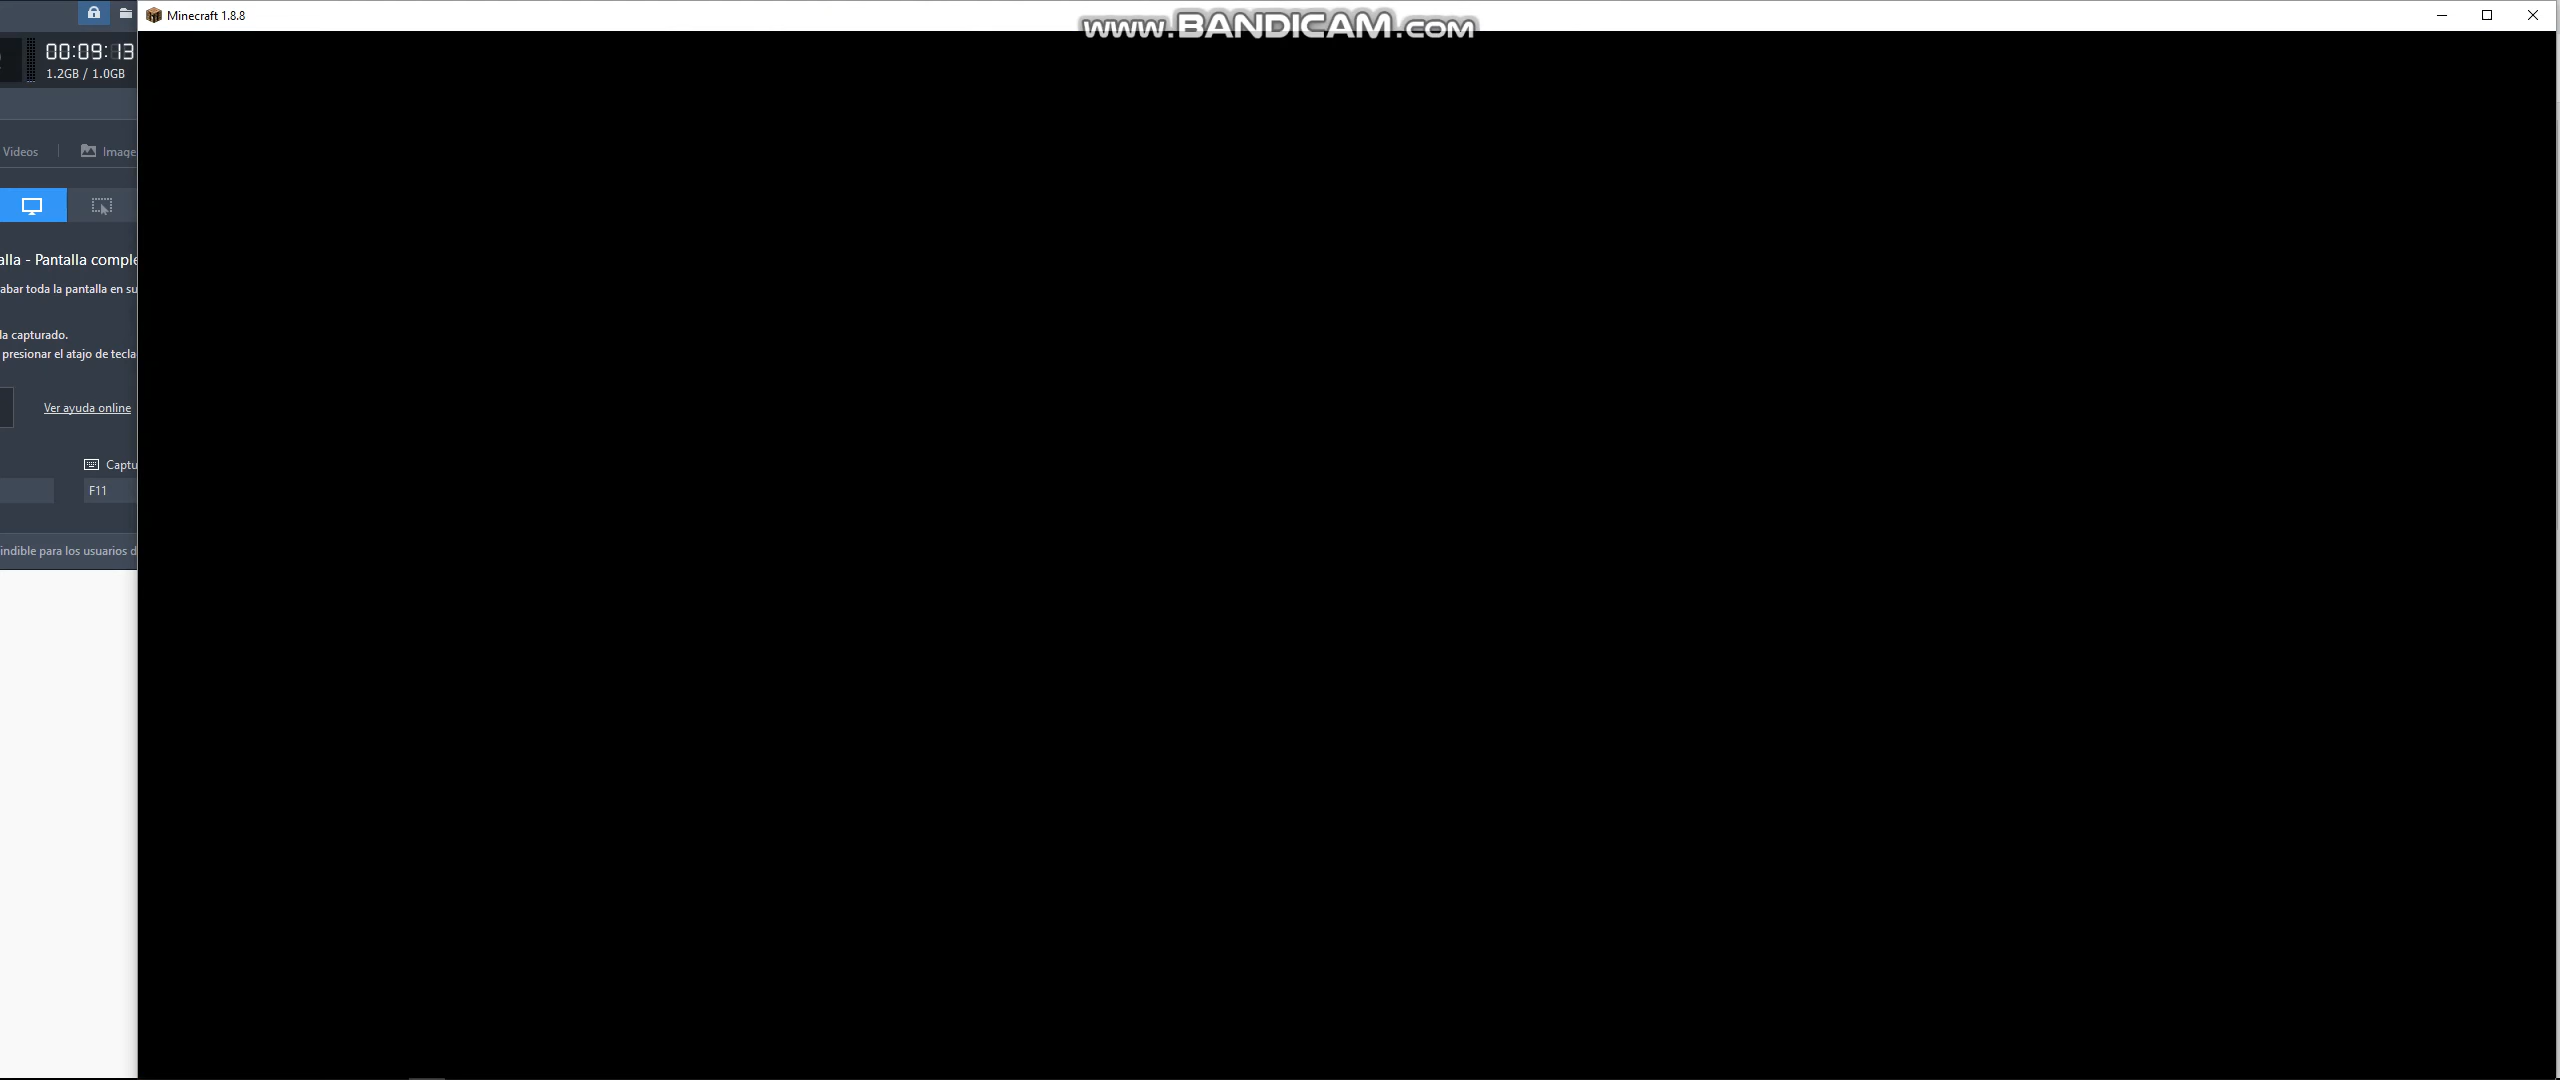 Minecraft 1.8.8
www.BANDICAM.com
00:09:13
1.2GB / 1.0GB
Videos
Image
alla - Pantalla comple
abar toda la pantalla en su
la capturado.
presionar el atajo de tecla
Ver ayuda online
Captu
F11
indible para los usuarios d